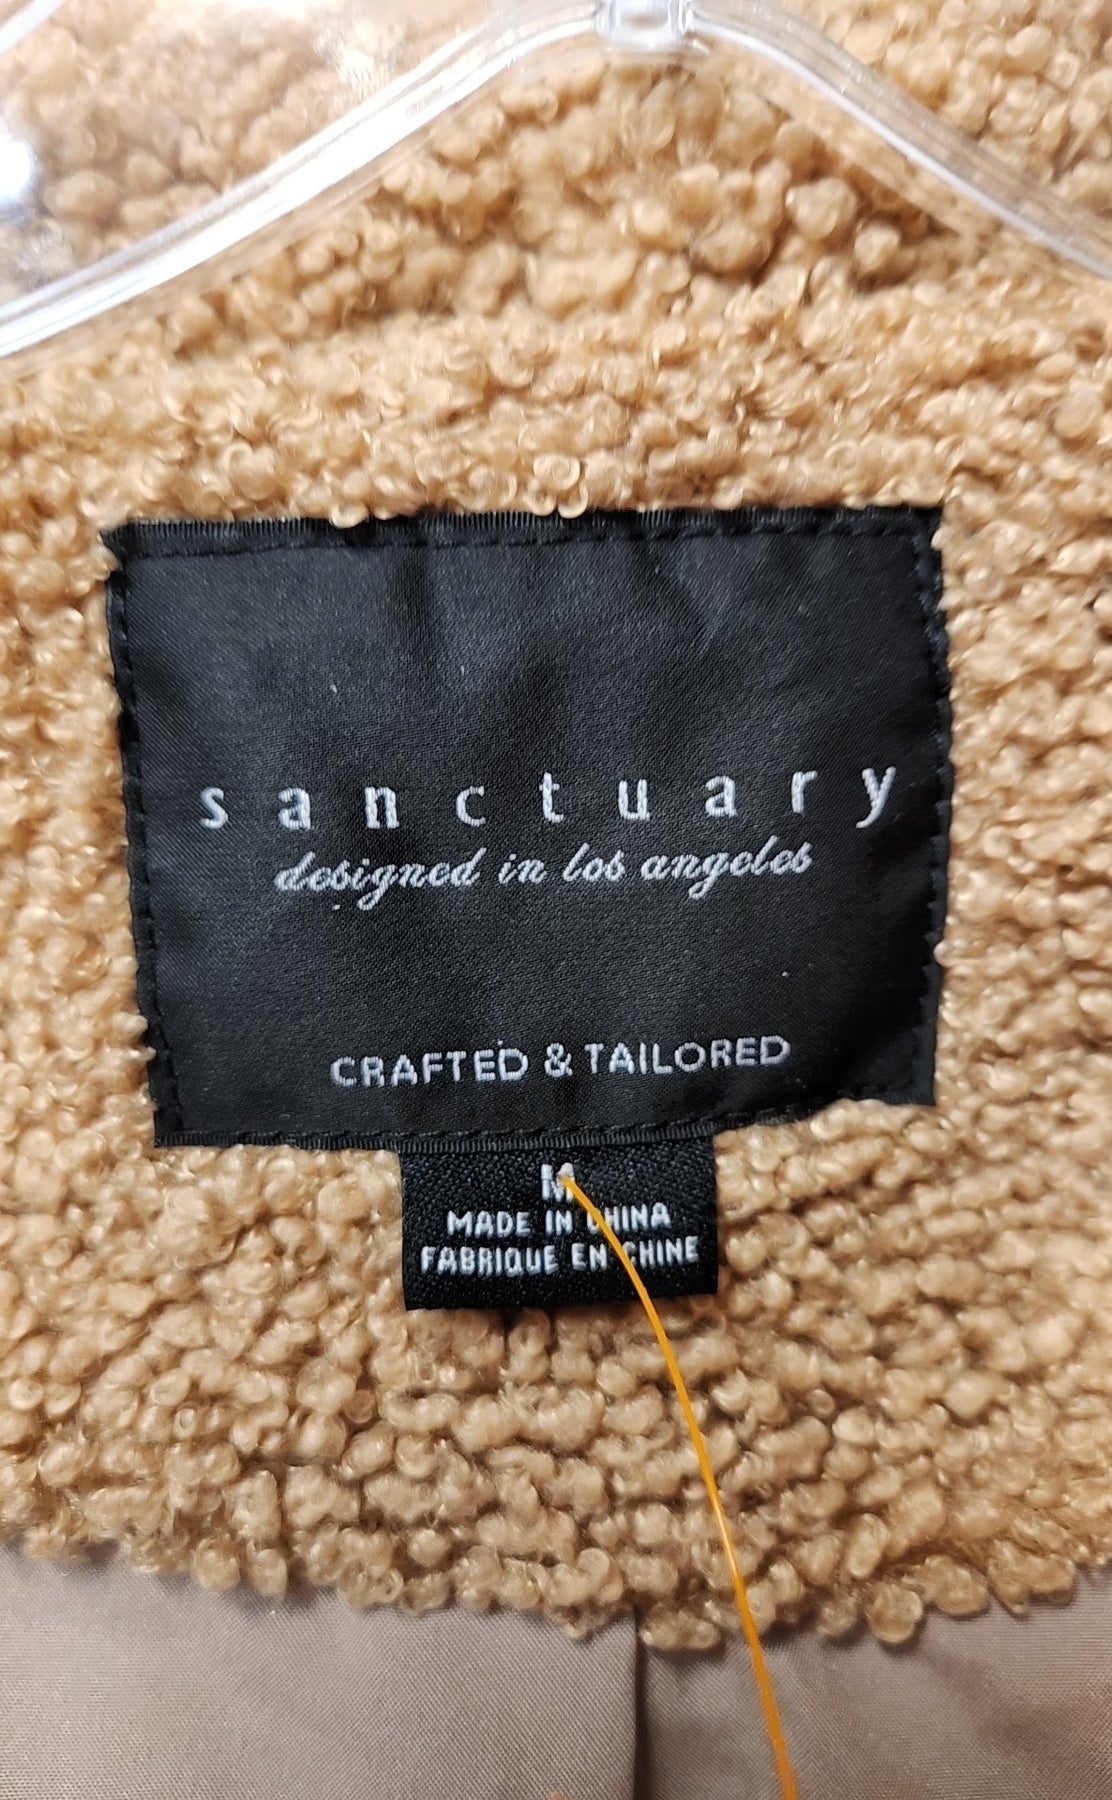 sanctuary
designed in los angeles
CRAFTED & TAILORED
M
MADE IN CHINA
FABRIQUE EN CHINE